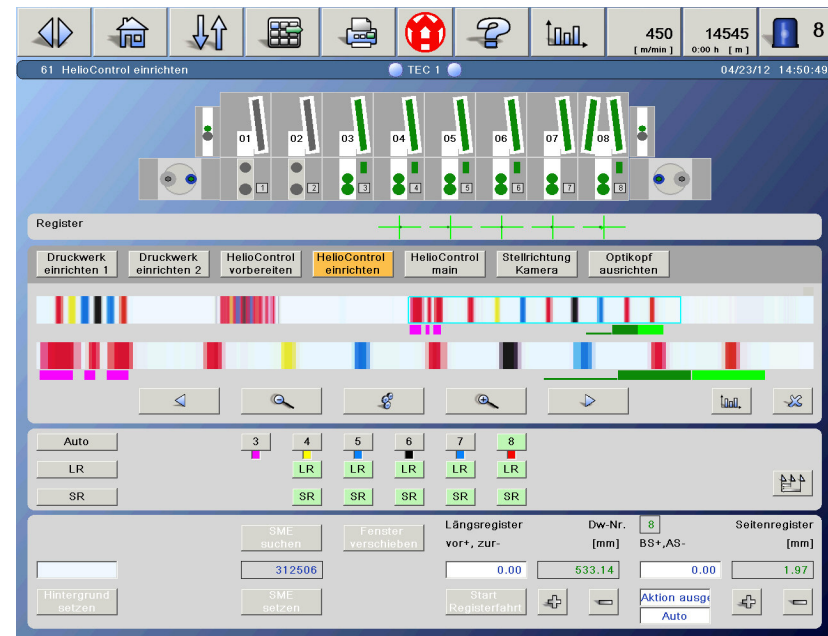 450
14545
8
[ m/min ]
0:00 h [ m ]
61 HelioControl einrichten
TEC 1
04/23/12 14:50:49
01 02 03 04 05 06 07 08
1 2 3 4 5 6 7 8
Register
Druckwerk einrichten 1
Druckwerk einrichten 2
HelioControl vorbereiten
HelioControl einrichten
HelioControl main
Stellrichtung Kamera
Optikopf ausrichten
Auto 3 4 5 6 7 8
LR LR LR LR LR LR
SR SR SR SR SR SR
SME suchen
Fenster verschieben
Längsregister Dw-Nr. 8 Seitenregister
vor+, zur- [mm] BS+,AS- [mm]
312506 0.00 533.14 0.00 1.97
Hintergrund setzen
SME setzen
Start Registerfahrt
Aktion ausge
Auto